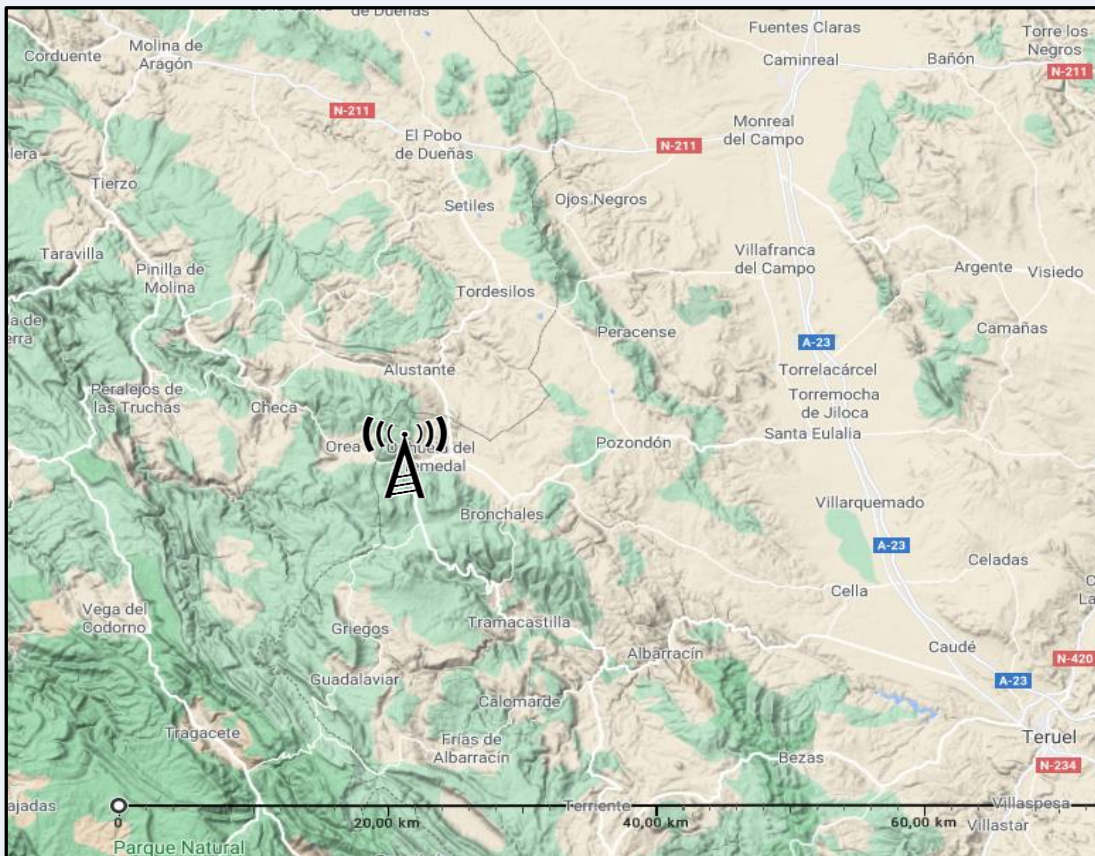 de Dueñas
Fuentes Claras
Torre los
Negros
Molina de
Aragón
Corduente
Caminreal
Bañón
N-211
N-211
El Pobo
de Dueñas
Monreal
del Campo
N-211
Tierzo
Setiles
Ojos Negros
Taravilla
Pinilla de
Molina
Villafranca
del Campo
Argente
Visiedo
Tordesilos
Peracense
Camañas
A-23
Alustante
Torrelacárcel
Peralejos de
las Truchas
Checa
Torremocha
de Jiloca
Orea
del
Pozondón
Santa Eulalia
Bronchales
Villarquemado
A-23
Celadas
Cella
Vega del
Codorno
Griegos
Tramacastilla
Albarracín
Caudé
N-420
Guadalaviar
Calomarde
A-23
Tragacete
Frías de
Albarracín
Bezas
Teruel
N-234
Terriente
Villaspesa
0
20,00 km
40,00 km
60,00 km
Villastar
Parque Natural